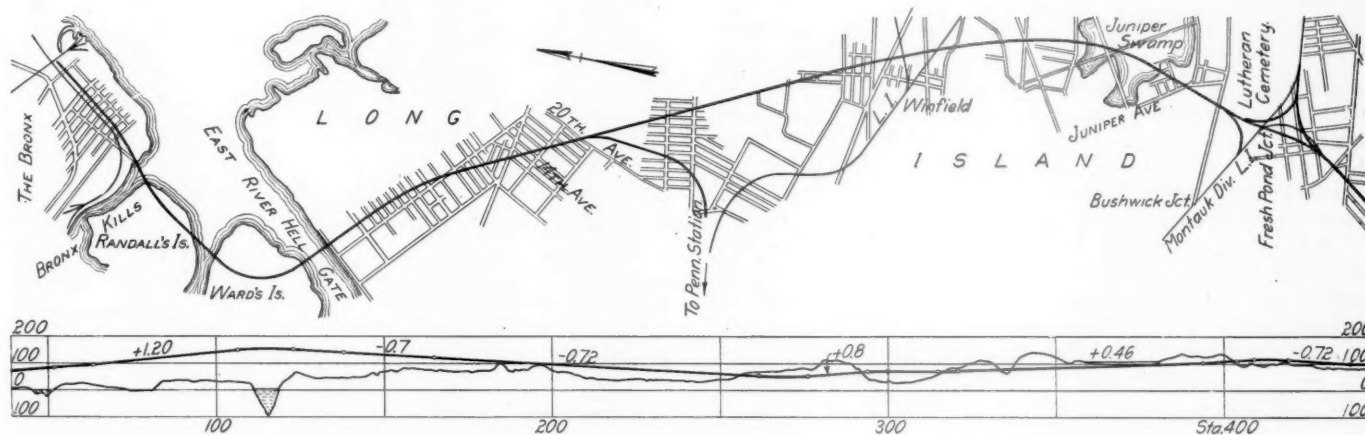 THE BRONX
BRONX
KILLS
RANDALL'S IS.
WARD'S IS.
EAST
RIVER HELL
GATE
LONG
20TH.
AVE.
AVE.
To Penn. Station
L.I.
Winfield
ISLAND
Juniper
Swamp
JUNIPER AVE
Bushwick Jct.
Montauk Div. L.I.
Fresh Pond Jct.
Lutheran
Cemetery.
200 200
100 +1.20 -0.7 -0.72 +0.8 +0.46 100 -0.72
0 0
100 100
100 200 300 Sta.400